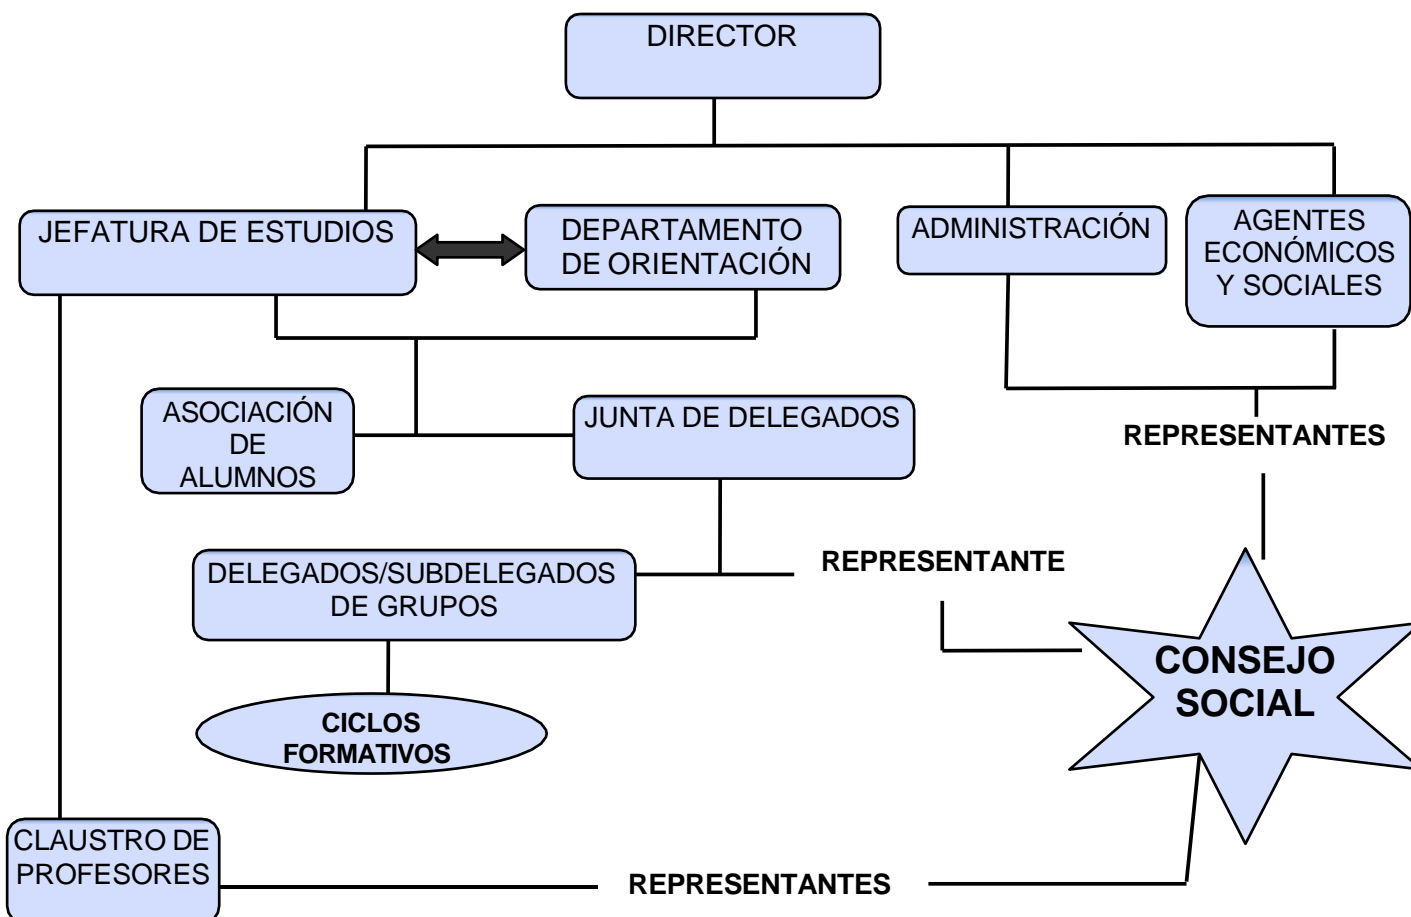 DIRECTOR
JEFATURA DE ESTUDIOS
DEPARTAMENTO
DE ORIENTACIÓN
ADMINISTRACIÓN
AGENTES
ECONÓMICOS
Y SOCIALES
ASOCIACIÓN
DE
ALUMNOS
JUNTA DE DELEGADOS
REPRESENTANTES
DELEGADOS/SUBDELEGADOS
DE GRUPOS
REPRESENTANTE
CONSEJO
SOCIAL
CICLOS
FORMATIVOS
CLAUSTRO DE
PROFESORES
REPRESENTANTES